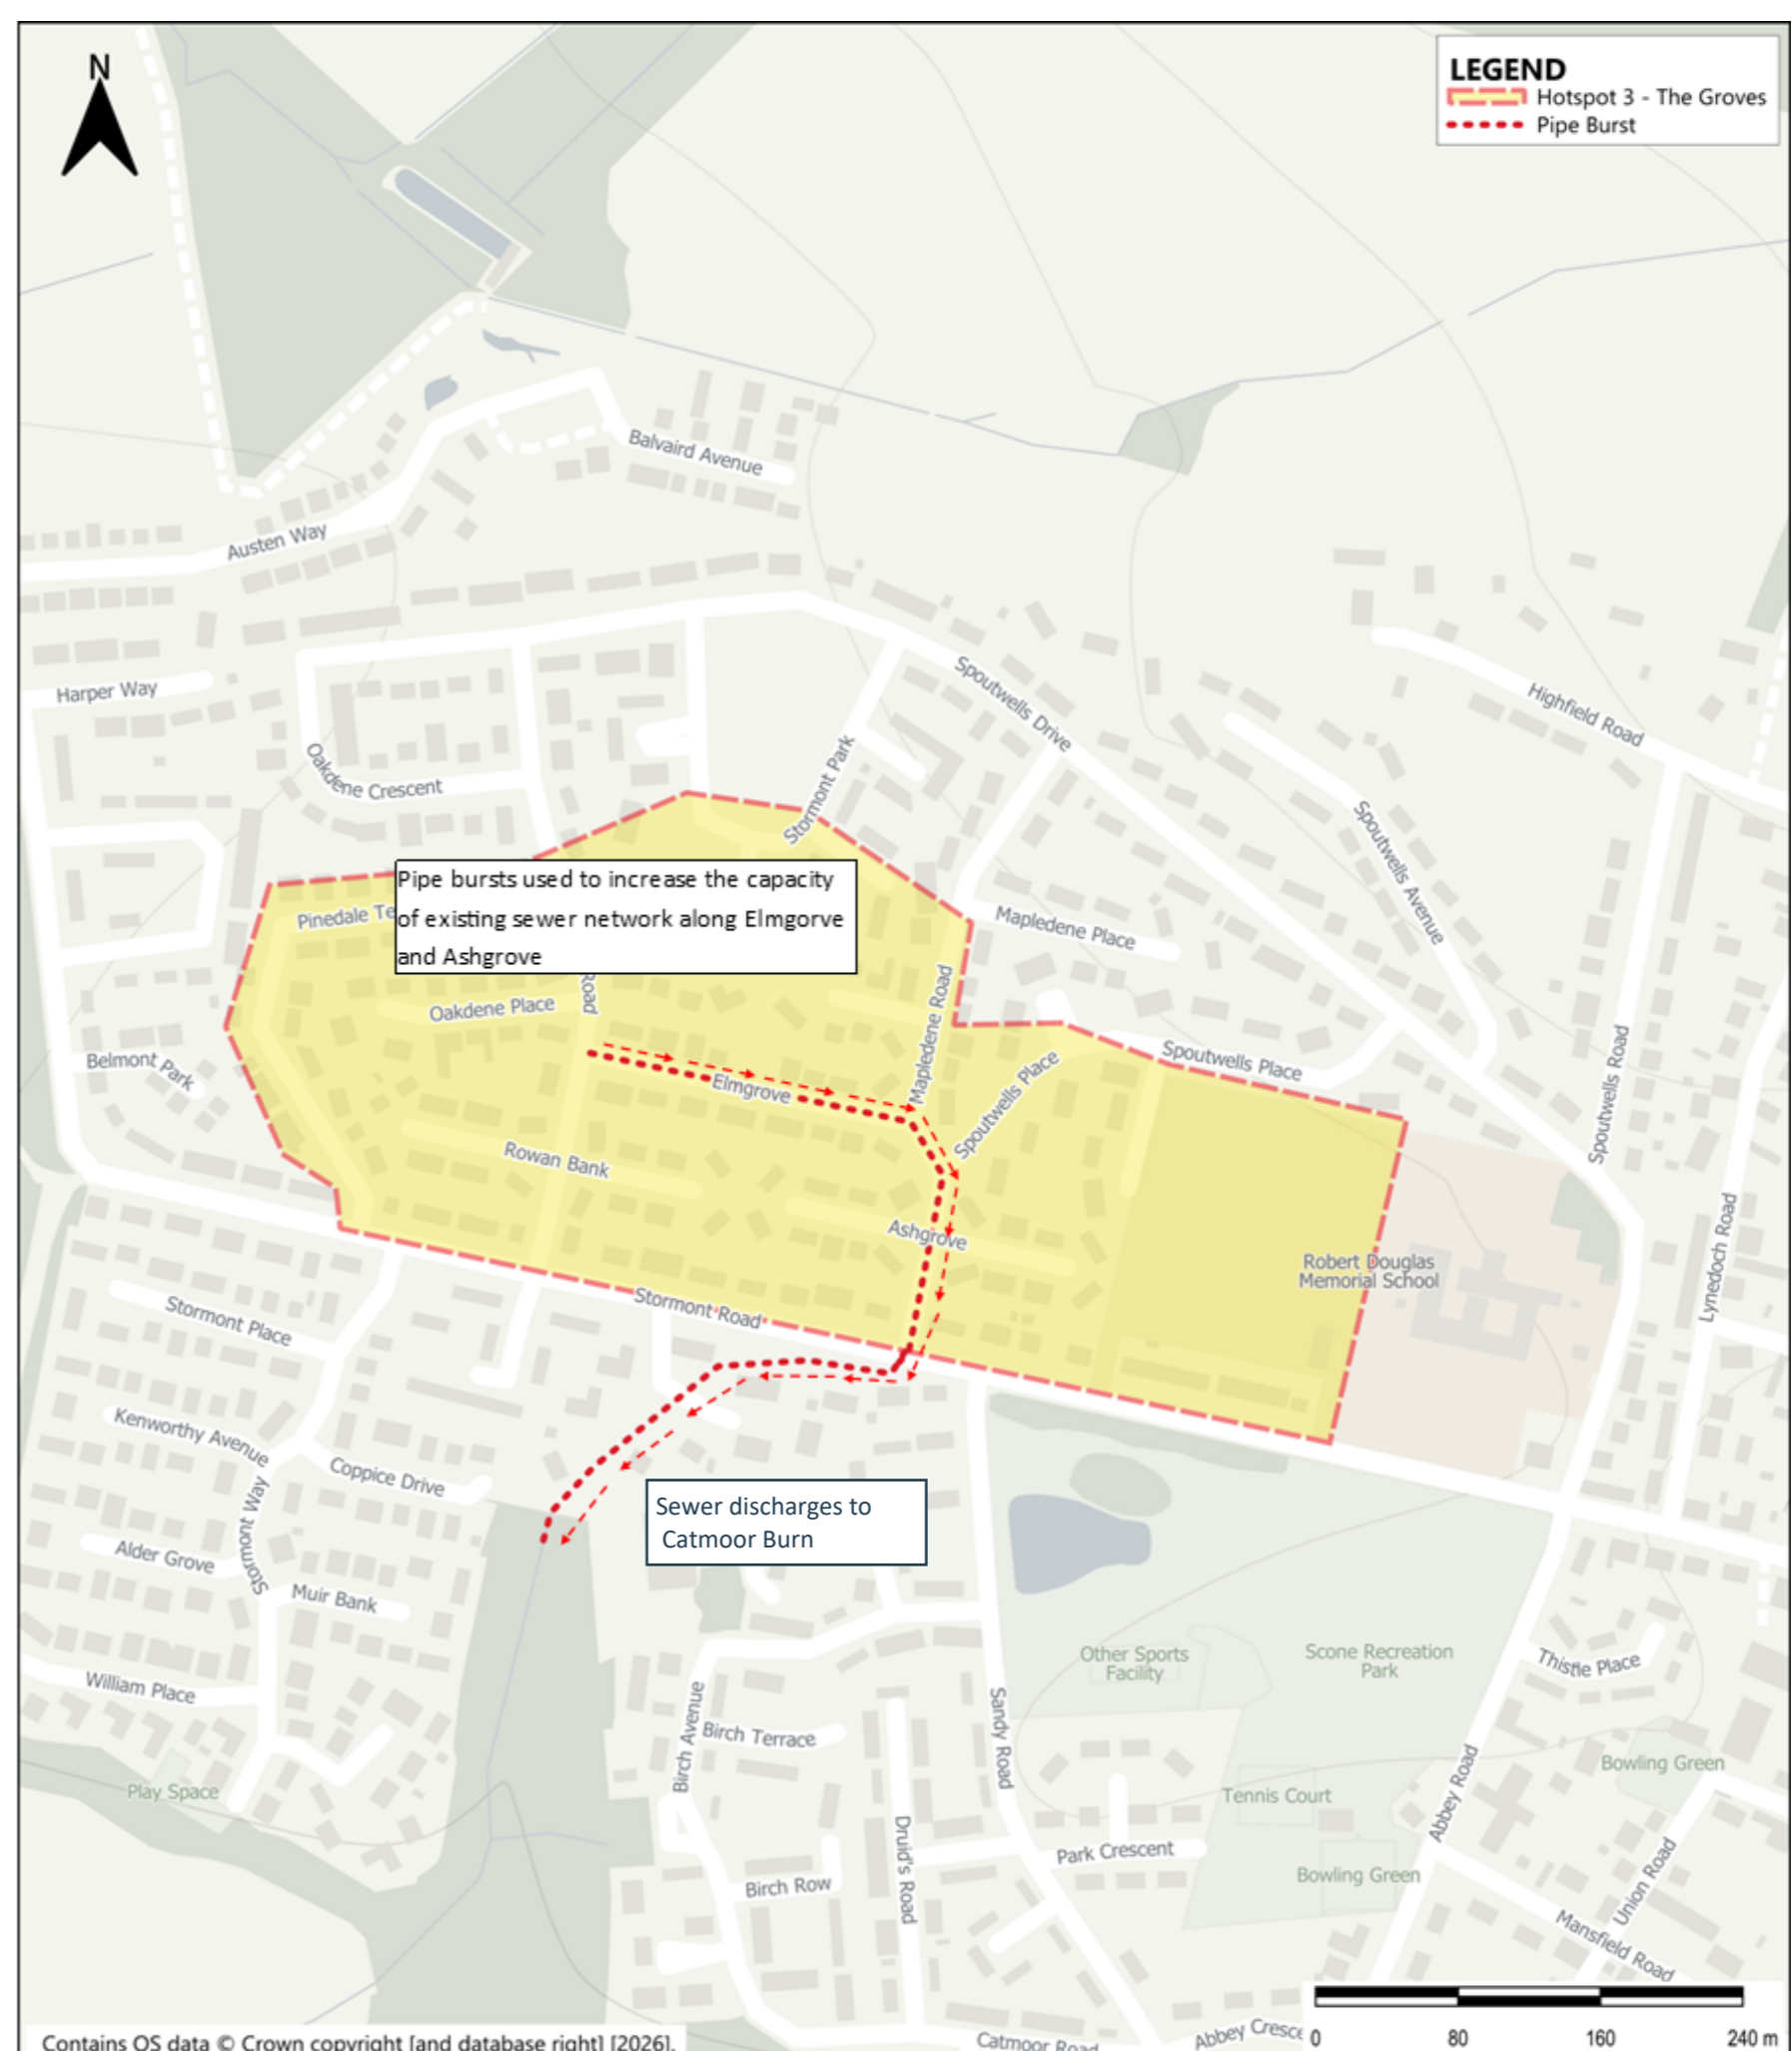 N
LEGEND
Hotspot 3 - The Groves
Pipe Burst
Balvaird Avenue
Austen Way
Harper Way
Spoutwells Drive
Highfield Road
Oakdene Crescent
Stormont Park
Spoutwells Avenue
Pipe bursts used to increase the capacity
of existing sewer network along Elmgorve
and Ashgrove
Pinedale Te
Mapledene Place
Road
Oakdene Place
Mapledene Road
Belmont Park
Elmgrove
Spoutwells Place
Spoutwells Place
Spoutwells Road
Rowan Bank
Ashgrove
Robert Douglas
Memorial School
Lynedoch Road
Stormont Road
Stormont Place
Kenworthy Avenue
Coppice Drive
Stormont Way
Sewer discharges to
Catmoor Burn
Alder Grove
Muir Bank
William Place
Other Sports
Facility
Scone Recreation
Park
Thistle Place
Birch Avenue
Birch Terrace
Sandy Road
Play Space
Tennis Court
Bowling Green
Abbey Road
Druid's Road
Park Crescent
Birch Row
Bowling Green
Union Road
Mansfield Road
Contains OS data © Crown copyright [and database right] [2026].
Catmoor Road
Abbey Cresce
0 80 160 240 m